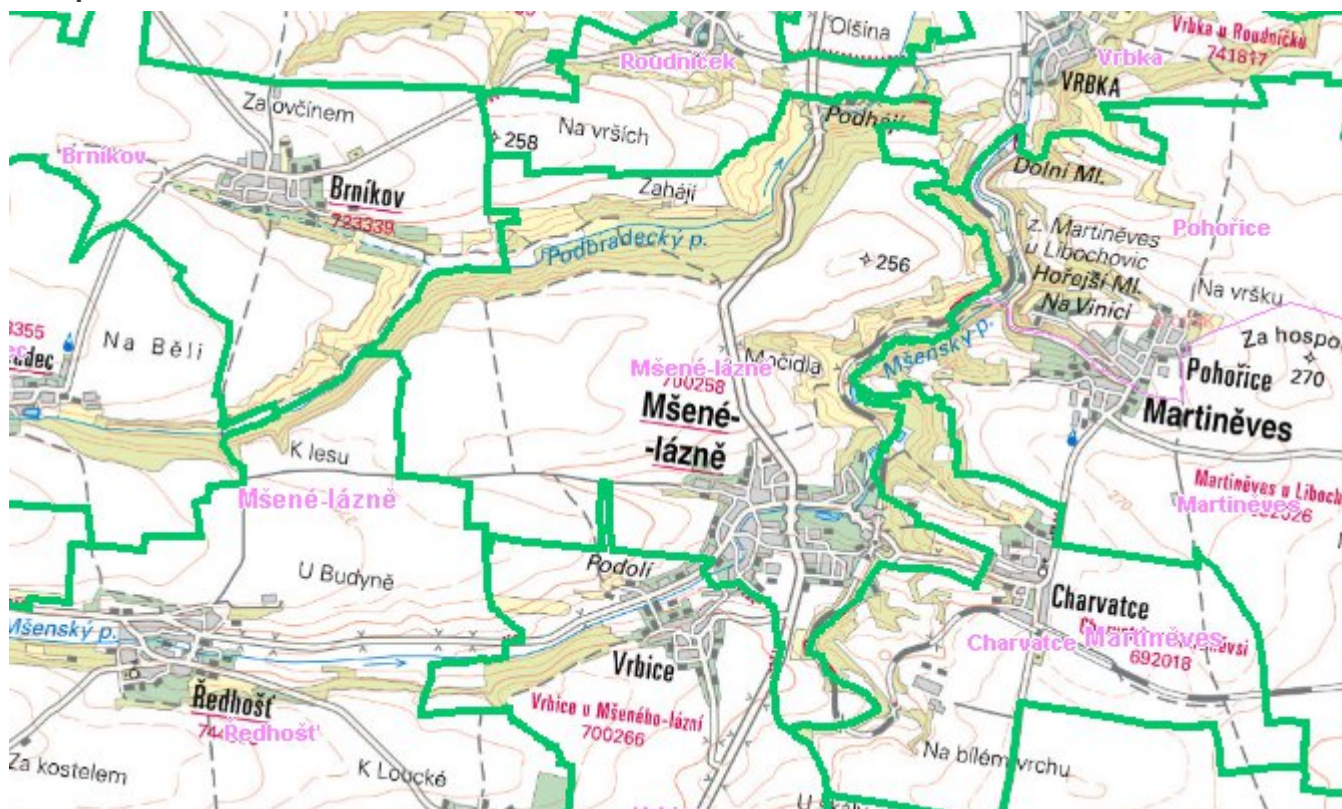 Olšina
Vrbka u Roudníčku
741817
Roudníček
Vrbka
VRBKA
Za ovčínem
Na vrších
258
Podhájí
Brníkov
Brníkov
723339
Zahájí
Dolní Ml.
Podbradecký p.
z. Martiněves
u Libochovic
Pohořice
256
Hořejší Ml.
Na Vinici
Na vršku
3355
Na Běli
Močidla
Mšenský p.
Za hospo
270
Mšené-lázně
700258
Pohořice
Mšené-
-lázně
Martiněves
K lesu
Mšené-lázně
270
Martiněves u Liboch
Martiněves
U Budyně
Podolí
Charvatce
Mšenský p.
Charvatce
Martiněves
692018
Vrbice
Ředhošť
Ředhošť
Vrbice u Mšeného-lázní
700266
Za kostelem
K Loucké
Na bílém vrchu